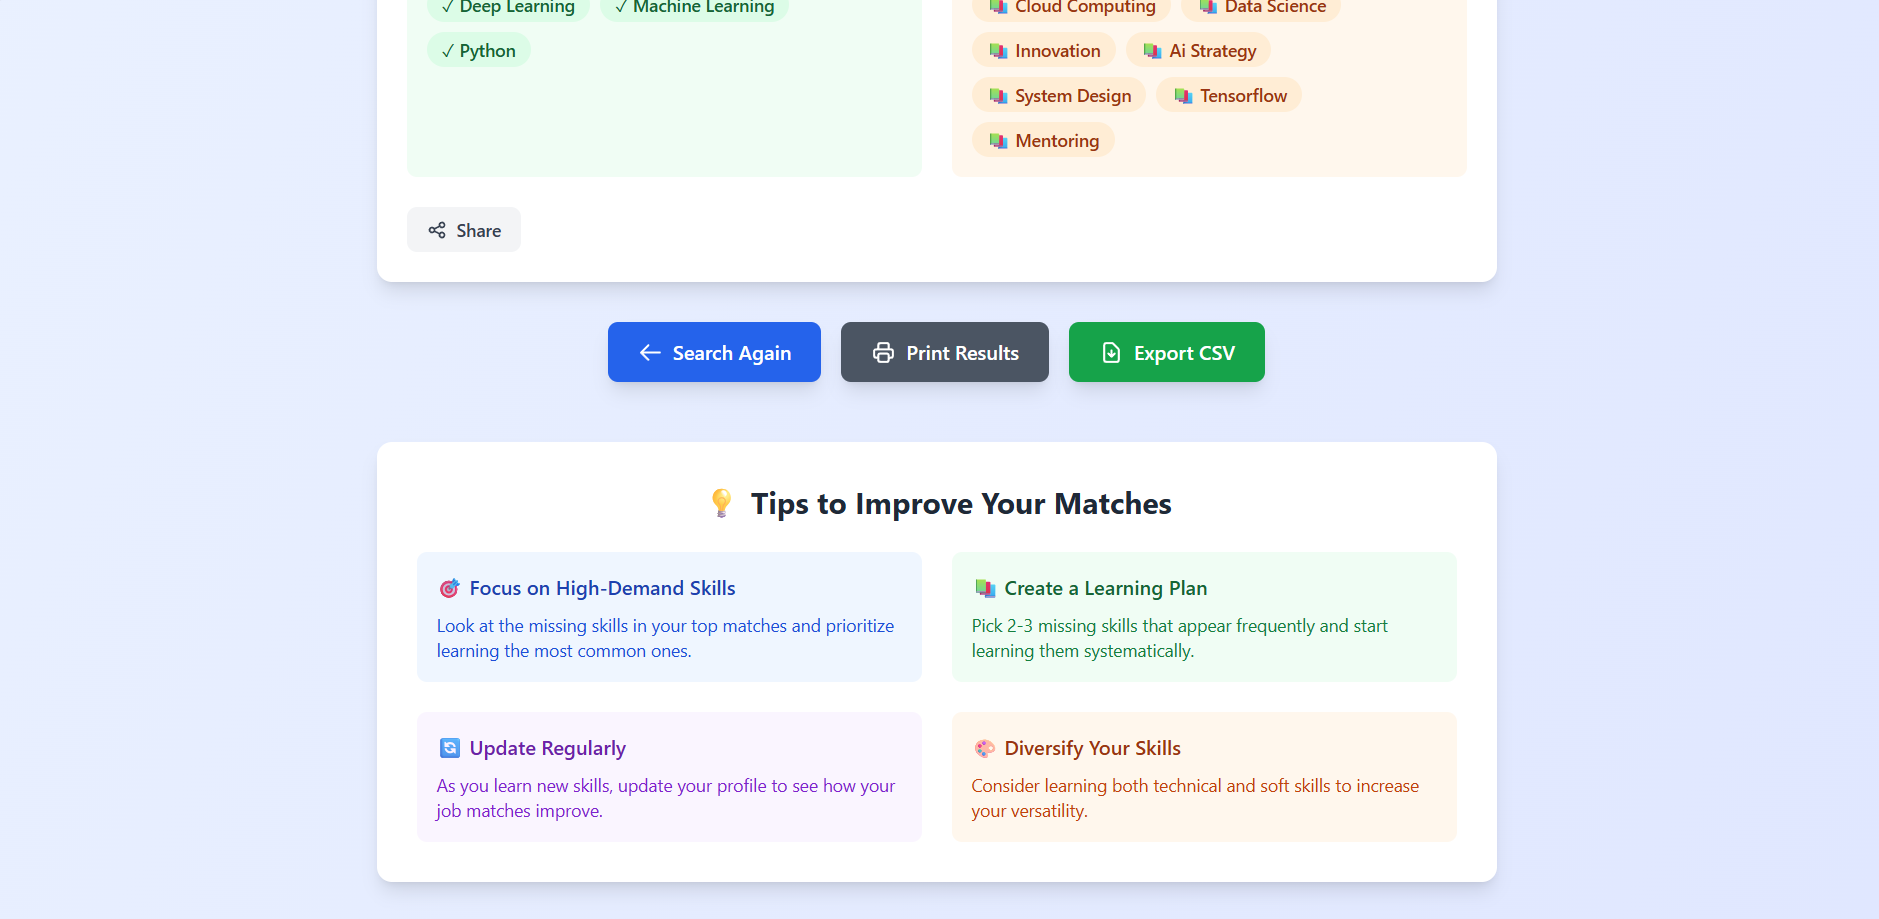 ✓ Deep Learning ✓ Machine Learning
✓ Python
Cloud Computing Data Science
Innovation Ai Strategy
System Design Tensorflow
Mentoring
Share
Search Again Print Results Export CSV
Tips to Improve Your Matches
Focus on High-Demand Skills
Look at the missing skills in your top matches and prioritize
learning the most common ones.
Create a Learning Plan
Pick 2-3 missing skills that appear frequently and start
learning them systematically.
Update Regularly
As you learn new skills, update your profile to see how your
job matches improve.
Diversify Your Skills
Consider learning both technical and soft skills to increase
your versatility.